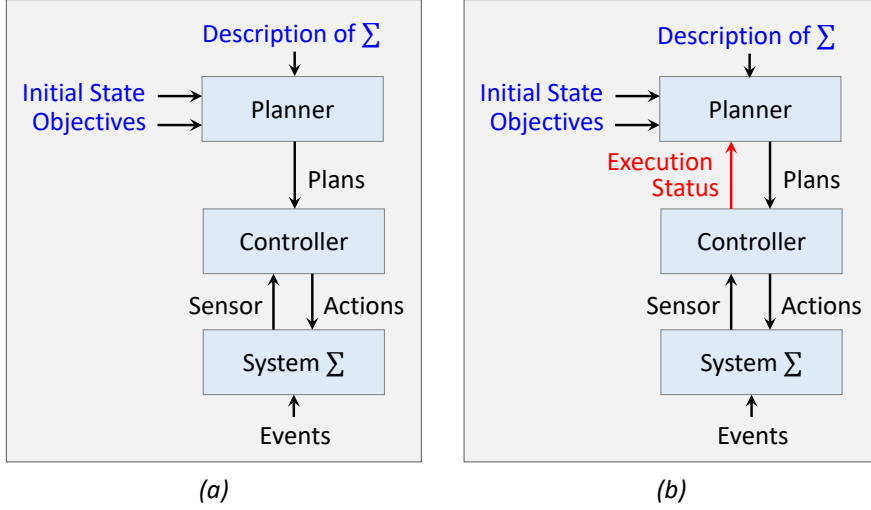 Description of ∑
Initial State
Objectives
Planner
Plans
Controller
Sensor
Actions
System ∑
Events
(a)
Description of ∑
Initial State
Objectives
Planner
Execution
Status
Plans
Controller
Sensor
Actions
System ∑
Events
(b)